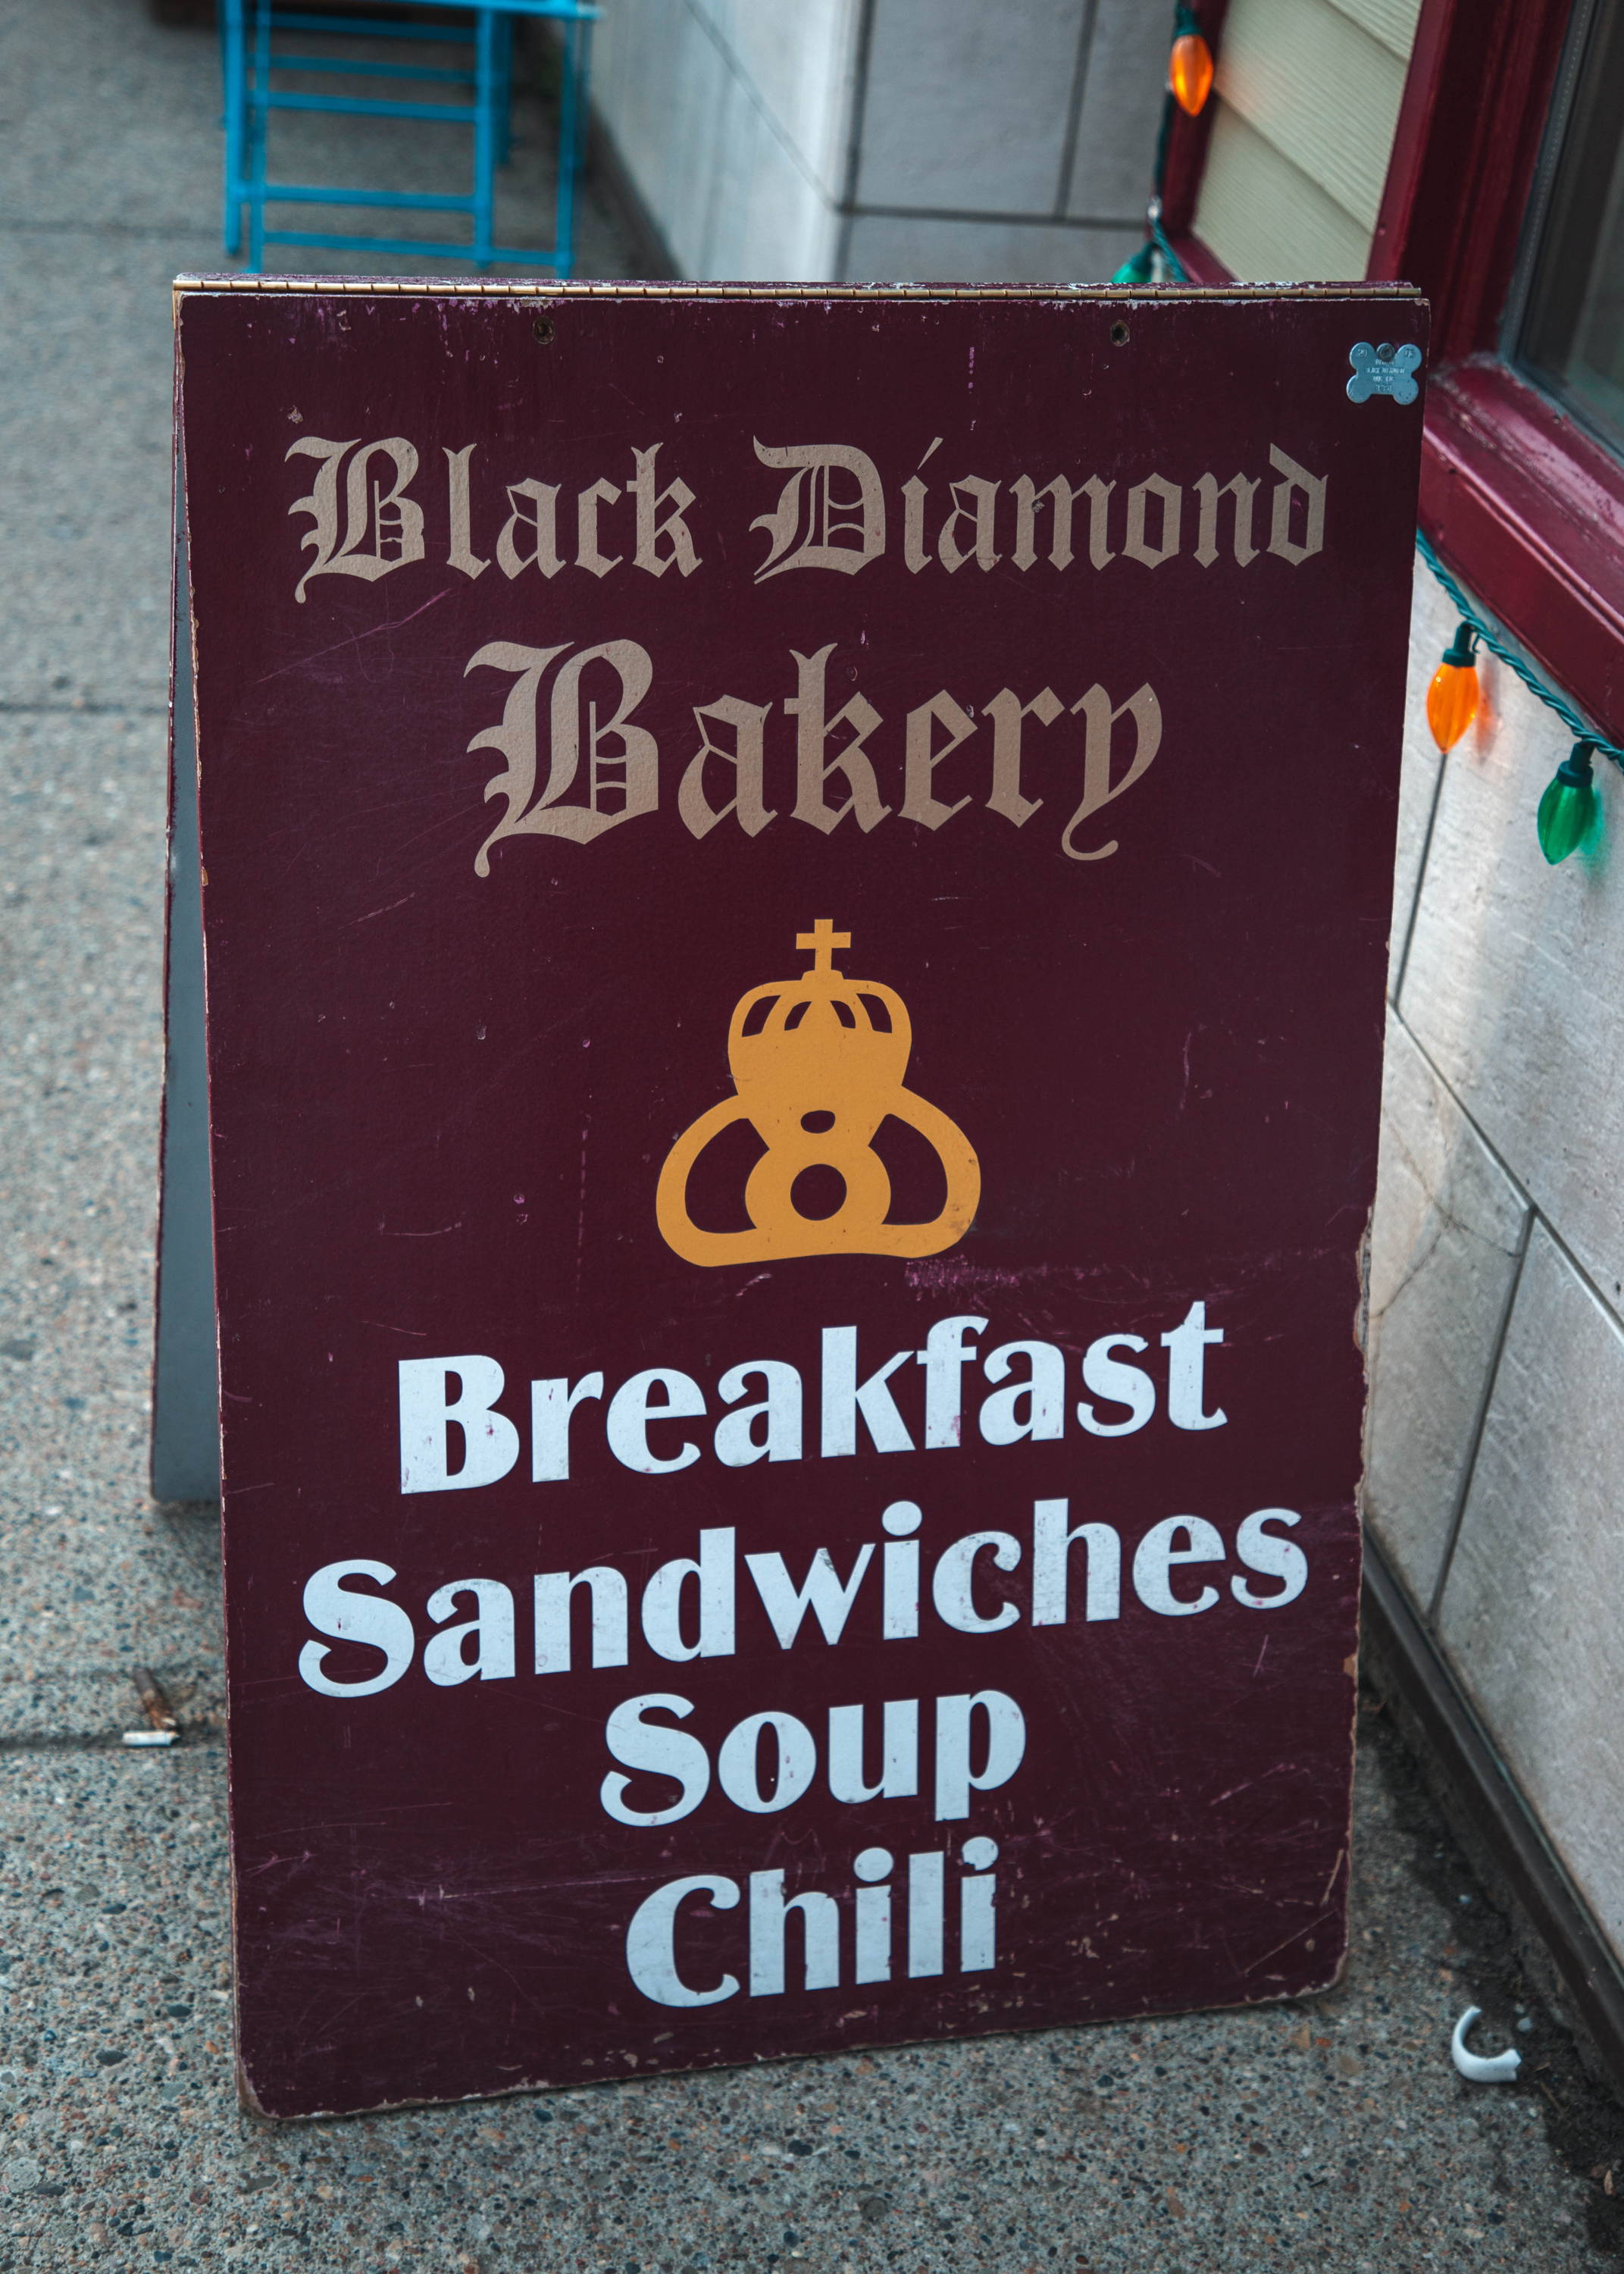 Black Diamond
Bakery
Breakfast
Sandwiches
Soup
Chili